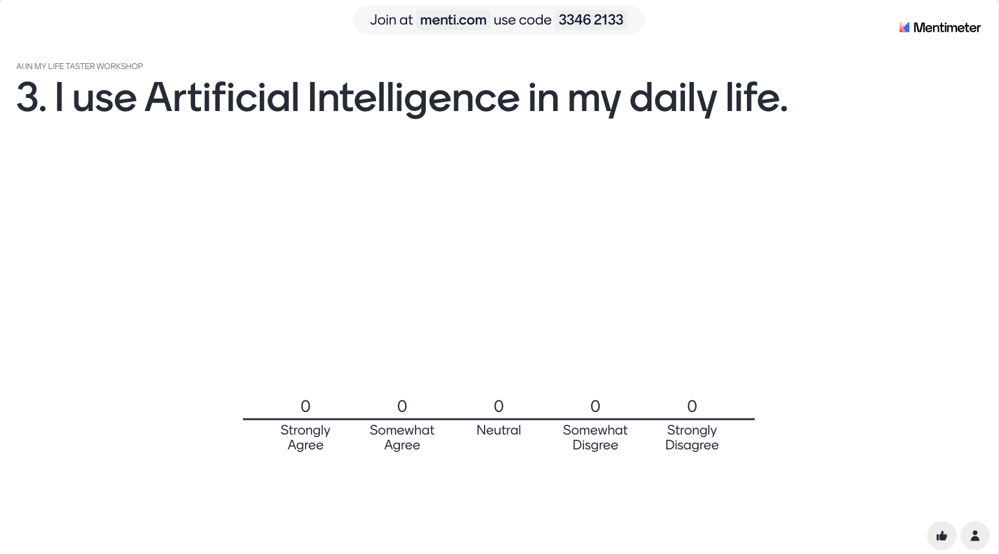 Join at menti.com use code 3346 2133
Mentimeter
AI IN MY LIFE TASTER WORKSHOP
3. I use Artificial Intelligence in my daily life.
0 0 0 0 0
Strongly Somewhat Neutral Somewhat Strongly
Agree Agree Disgree Disagree